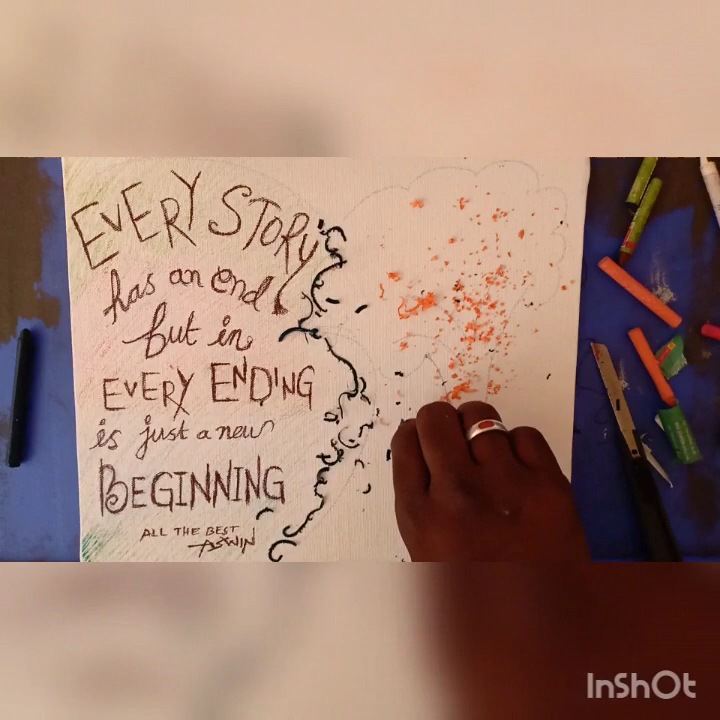 EVERY STORY
has an end
but in
EVERY ENDING
is just a new
BEGINNING
ALL THE BEST
ASWIN
InShOt